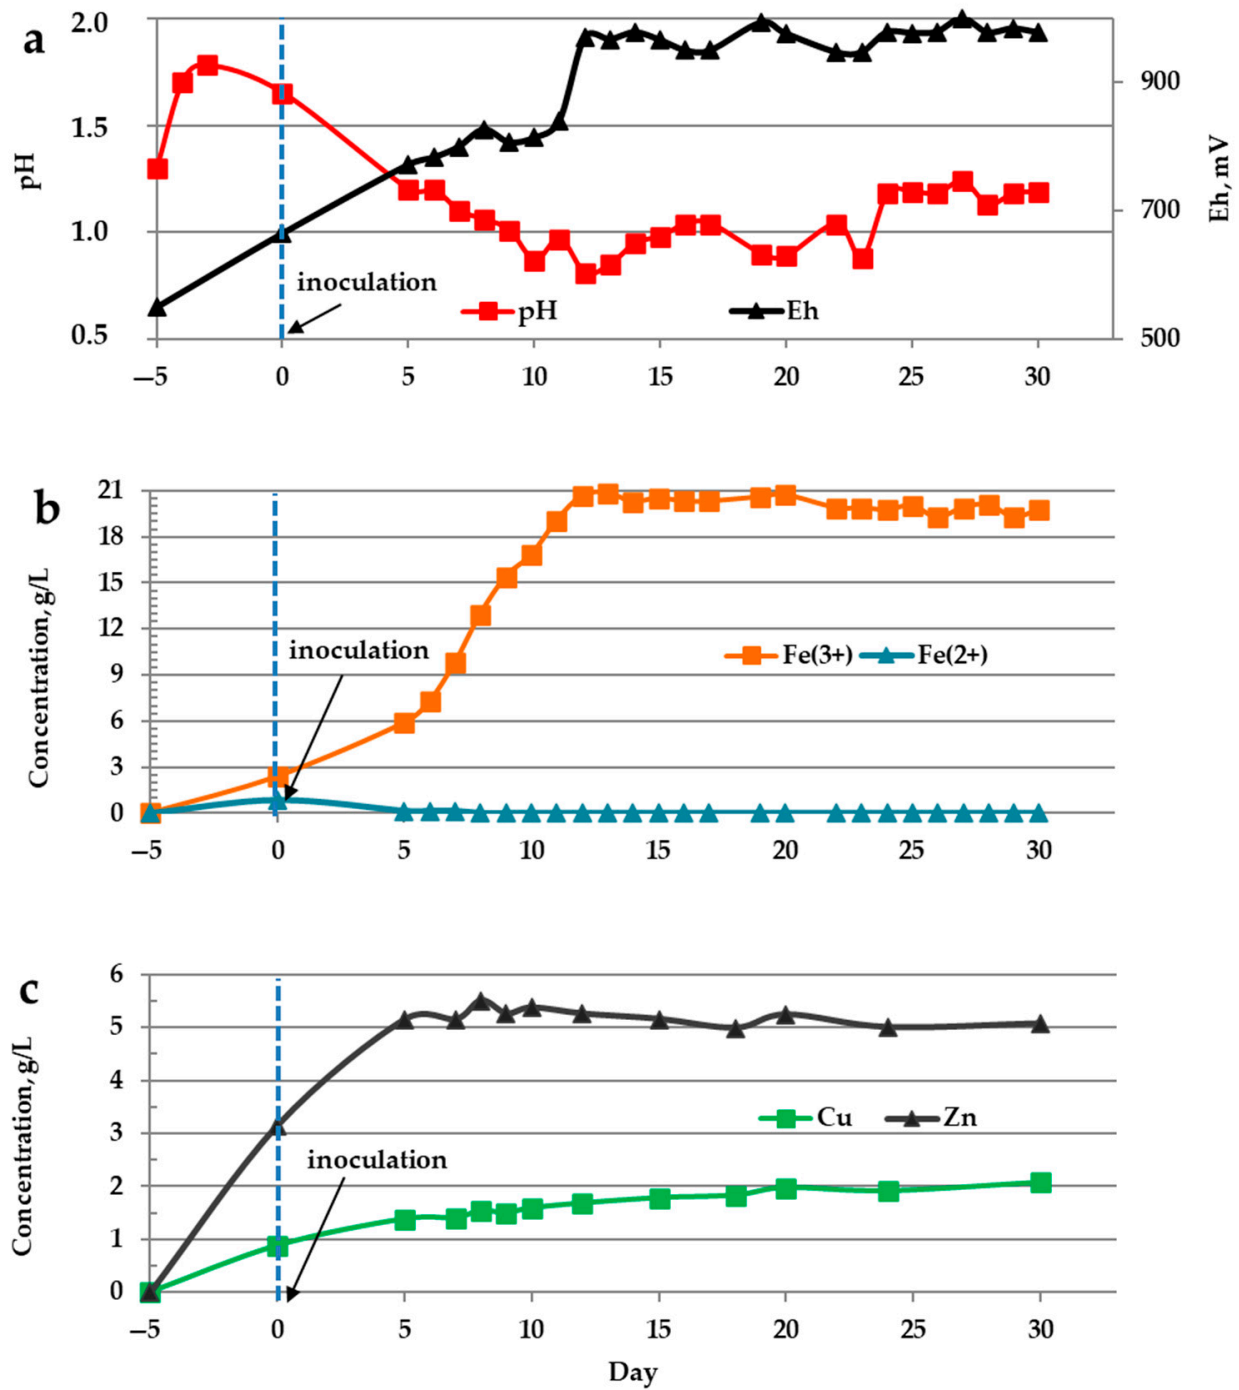 a
2.0
1.5
1.0
0.5
pH
900
700
500
Eh, mV
inoculation
pH
Eh
–5 0 5 10 15 20 25 30
b
21
18
15
12
9
6
3
0
Concentration, g/L
inoculation
Fe(3+) Fe(2+)
–5 0 5 10 15 20 25 30
c
6
5
4
3
2
1
0
Concentration, g/L
Cu Zn
inoculation
–5 0 5 10 15 20 25 30
Day